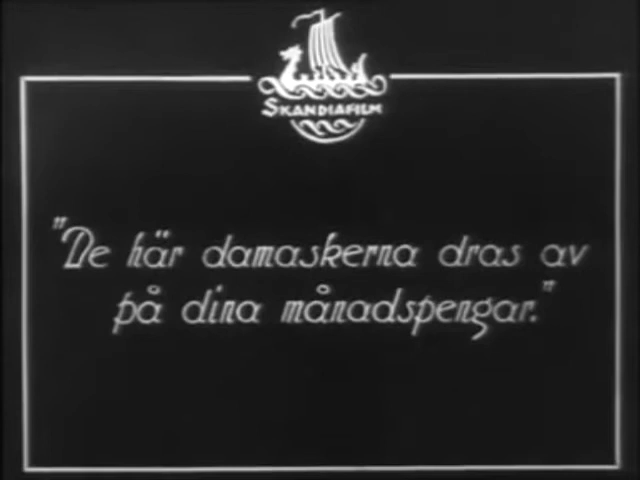 SKANDIAFILM
"De här damaskerna dras av
på dina månadspengar."